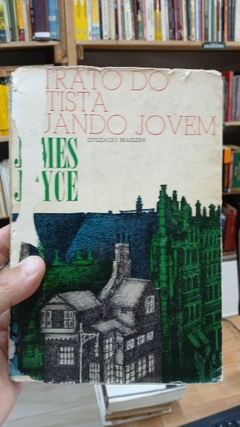 TRATO DO
TISTA
JANDO JOVEM
CIVILIZAÇÃO BRASILEIRA
J MES
J YCE